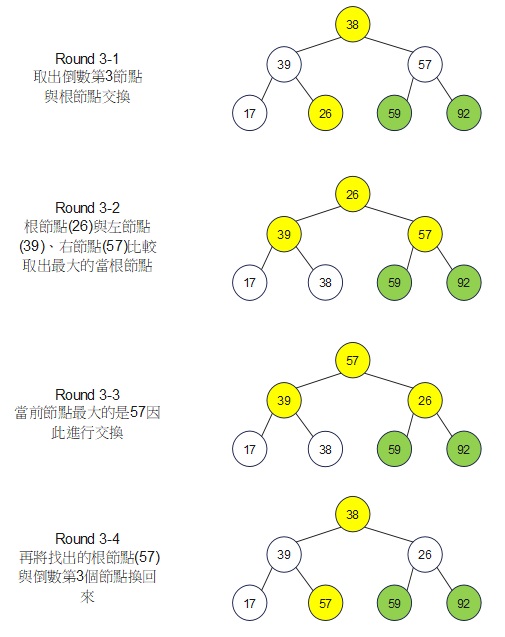 Round 3-1
取出倒數第3節點
與根節點交換
38
39
57
17
26
59
92
Round 3-2
根節點(26)與左節點
(39)、右節點(57)比較
取出最大的當根節點
26
39
57
17
38
59
92
Round 3-3
當前節點最大的是57因
此進行交換
57
39
26
17
38
59
92
Round 3-4
再將找出的根節點(57)
與倒數第3個節點換回
來
38
39
26
17
57
59
92